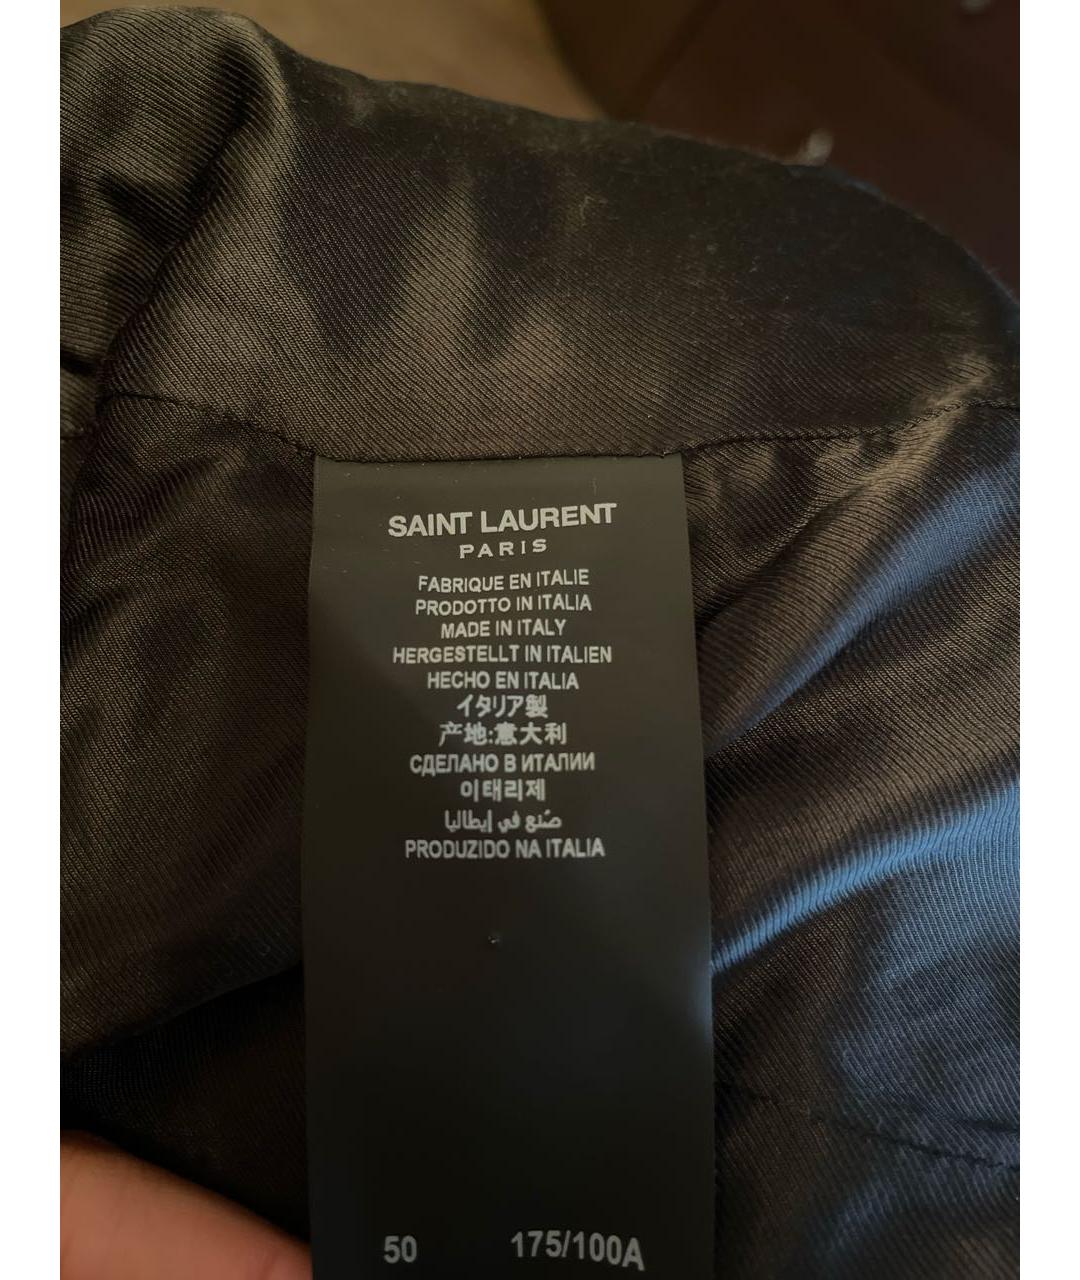 SAINT LAURENT
PARIS
FABRIQUE EN ITALIE
PRODOTTO IN ITALIA
MADE IN ITALY
HERGESTELLT IN ITALIEN
HECHO EN ITALIA
イタリア製
产地:意大利
СДЕЛАНО В ИТАЛИИ
이태리제
صُنع في إيطاليا
PRODUZIDO NA ITALIA
50 175/100A